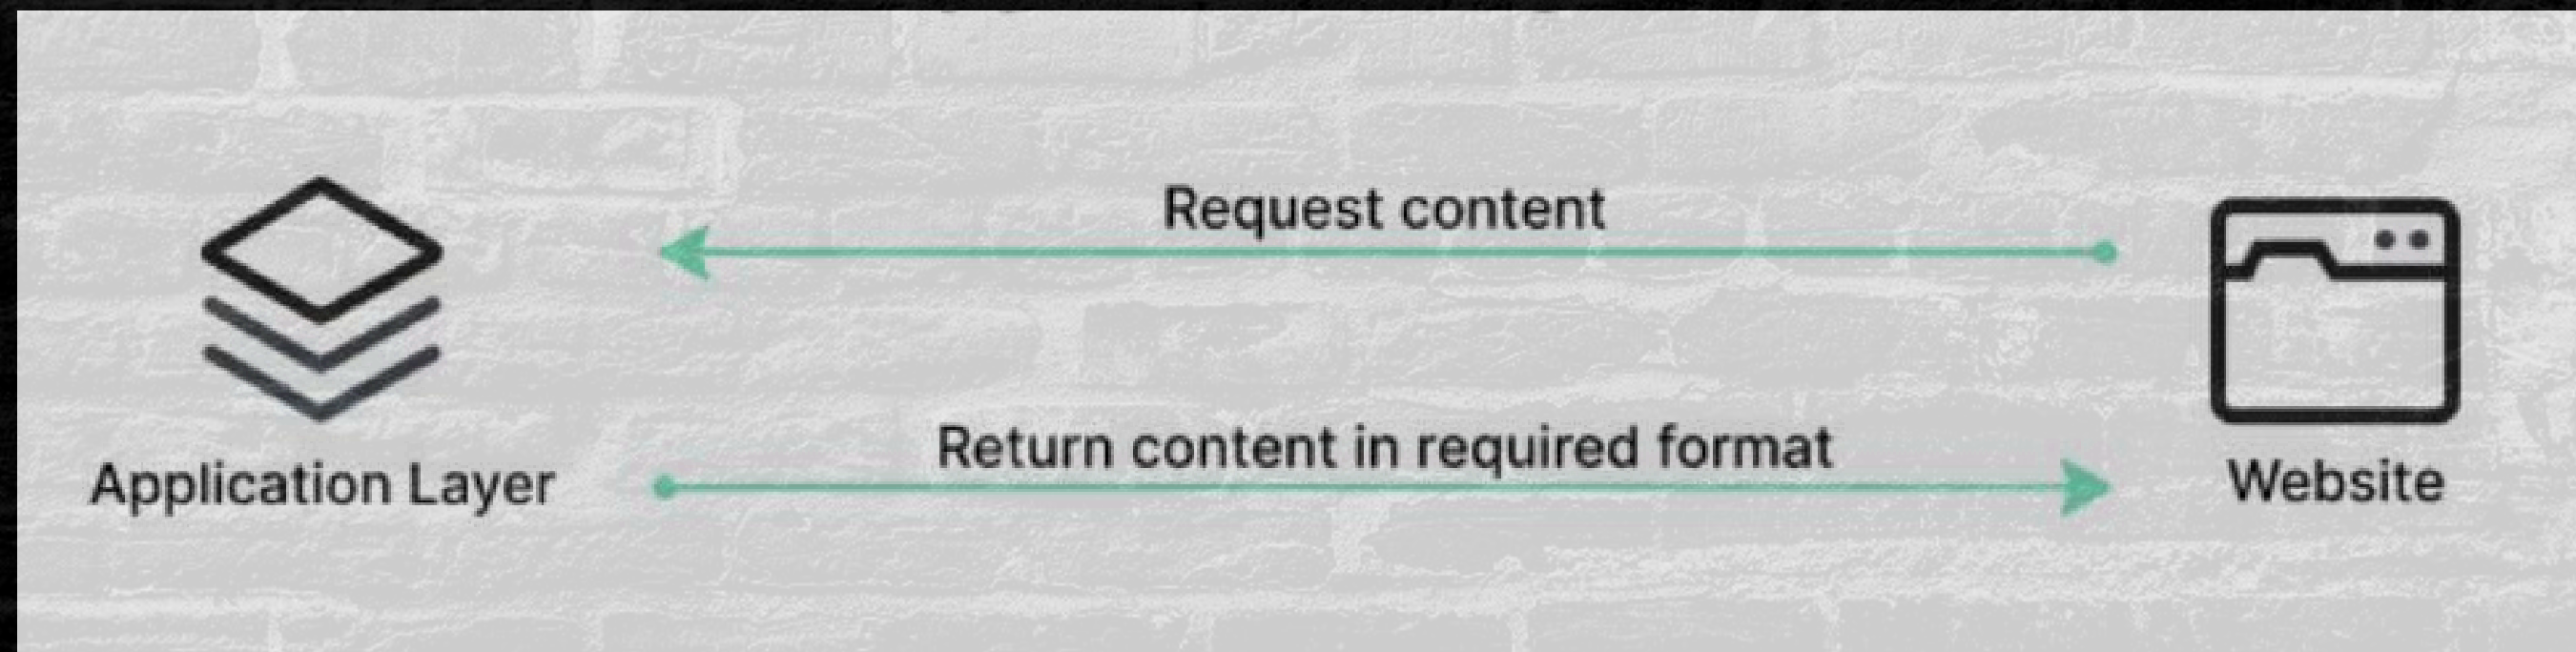 Request content
Return content in required format
Application Layer
Website